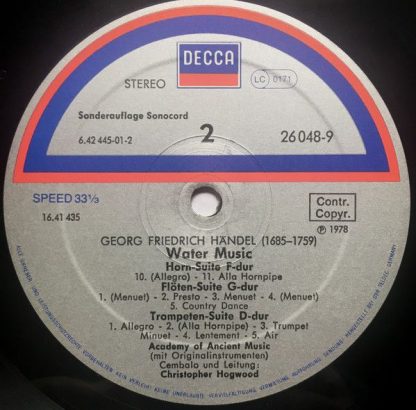 DECCA
STEREO
LC 0171
Sonderauflage Sonocord
6.42 445-01-2
2
26 048-9
SPEED 33⅓
16.41 435
Contr.
Copyr.
℗ 1978
GEORG FRIEDRICH HÄNDEL (1685–1759)
Water Music
Horn-Suite F-dur
10. (Allegro) - 11. Alla Hornpipe
Flöten-Suite G-dur
1. (Menuet) - 2. Presto - 3. Menuet - 4. (Menuet)
5. Country Dance
Trompeten-Suite D-dur
1. Allegro - 2. (Alla Hornpipe) - 3. Trumpet
Minuet - 4. Lentement - 5. Air
Academy of Ancient Music
(mit Originalinstrumenten)
Cembalo und Leitung:
Christopher Hogwood